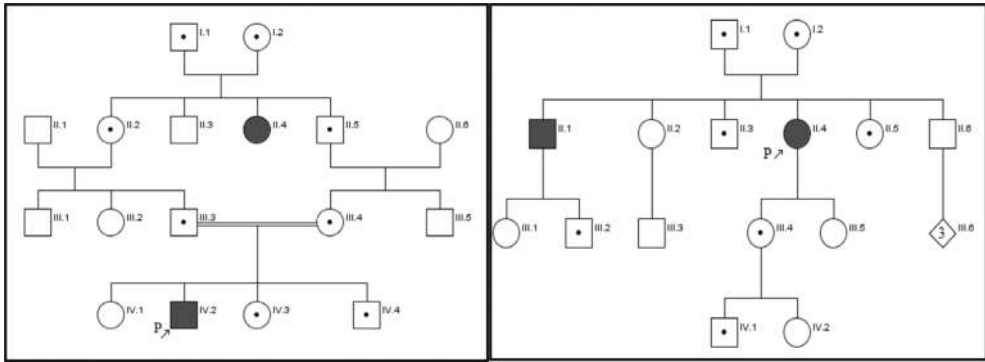 I.1 I.2
II.1 II.2 II.3 II.4 II.5 II.6
III.1 III.2 III.3 III.4 III.5
IV.1 IV.2 IV.3 IV.4
P
I.1 I.2
II.1 II.2 II.3 II.4 II.5 II.6
P
III.1 III.2 III.3 III.4 III.5 3 III.6
IV.1 IV.2